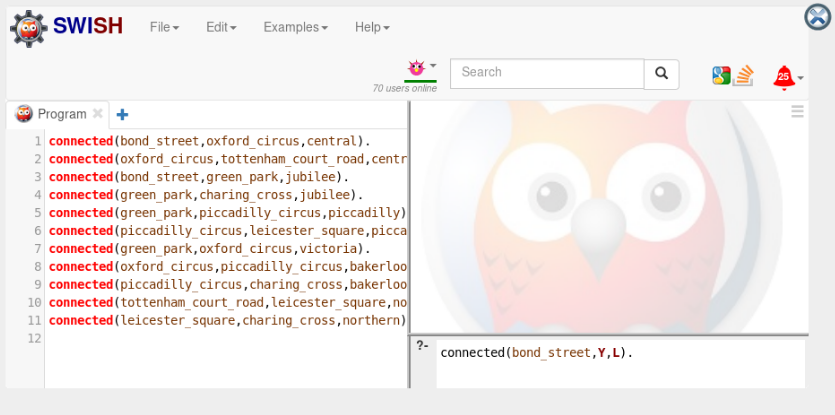 SWISH File Edit Examples Help
70 users online
Search
25
Program
1 connected(bond_street,oxford_circus,central).
2 connected(oxford_circus,tottenham_court_road,centr
3 connected(bond_street,green_park,jubilee).
4 connected(green_park,charing_cross,jubilee).
5 connected(green_park,piccadilly_circus,piccadilly)
6 connected(piccadilly_circus,leicester_square,picca
7 connected(green_park,oxford_circus,victoria).
8 connected(oxford_circus,piccadilly_circus,bakerloo
9 connected(piccadilly_circus,charing_cross,bakerloo
10 connected(tottenham_court_road,leicester_square,no
11 connected(leicester_square,charing_cross,northern)
12
?- connected(bond_street,Y,L).